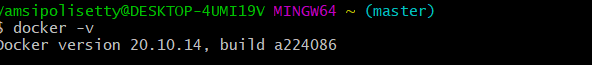 vamsipolisetty@DESKTOP-4UMI19V MINGW64 ~ (master)
$ docker -v
Docker version 20.10.14, build a224086